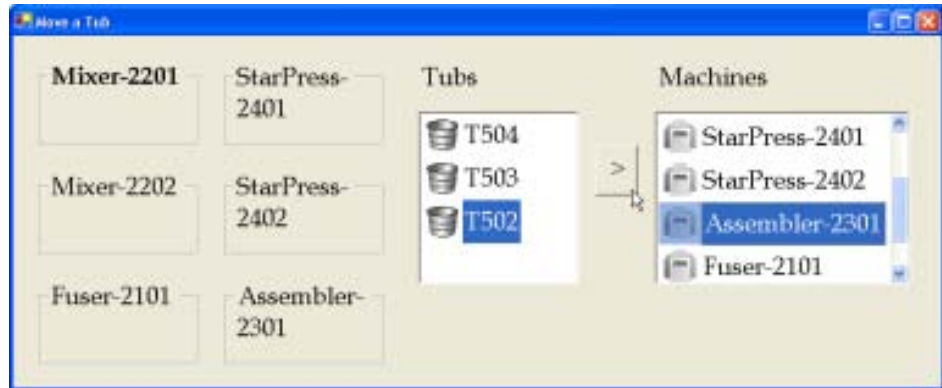 Move a Tub
Mixer-2201
StarPress-
2401
Mixer-2202
StarPress-
2402
Fuser-2101
Assembler-
2301
Tubs
T504
T503
T502
>
Machines
StarPress-2401
StarPress-2402
Assembler-2301
Fuser-2101